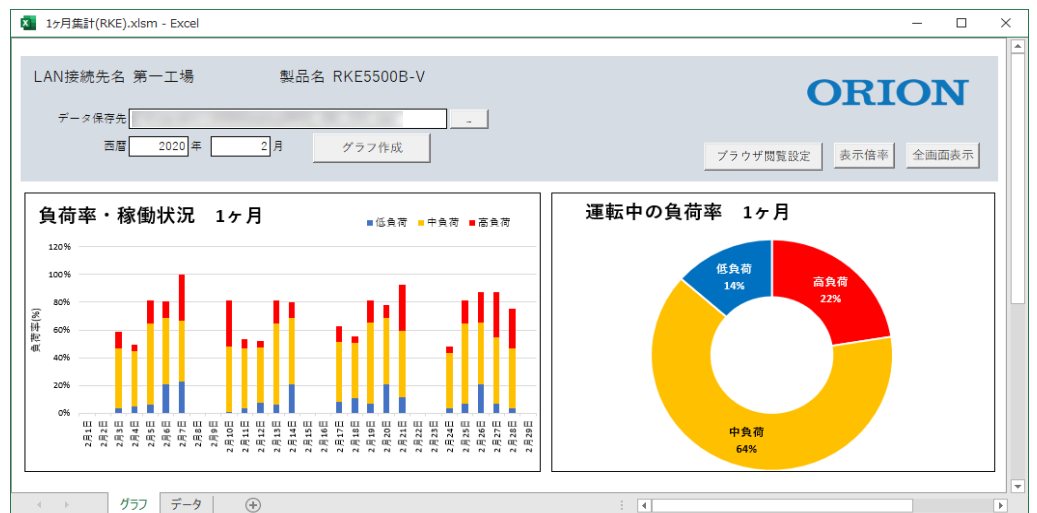 1ヶ月集計(RKE).xlsm - Excel
LAN接続先名 第一工場 製品名 RKE5500B-V
ORION
データ保存先
西暦 2020 年 2 月 グラフ作成
ブラウザ閲覧設定 表示倍率 全画面表示
負荷率・稼働状況 1ヶ月
低負荷 中負荷 高負荷
負荷率(%)
120%
100%
80%
60%
40%
20%
0%
2月1日 2月2日 2月3日 2月4日 2月5日 2月6日 2月7日 2月8日 2月9日 2月10日 2月11日 2月12日 2月13日 2月14日 2月15日 2月16日 2月17日 2月18日 2月19日 2月20日 2月21日 2月22日 2月23日 2月24日 2月25日 2月26日 2月27日 2月28日 2月29日
運転中の負荷率 1ヶ月
低負荷
14%
高負荷
22%
中負荷
64%
グラフ データ